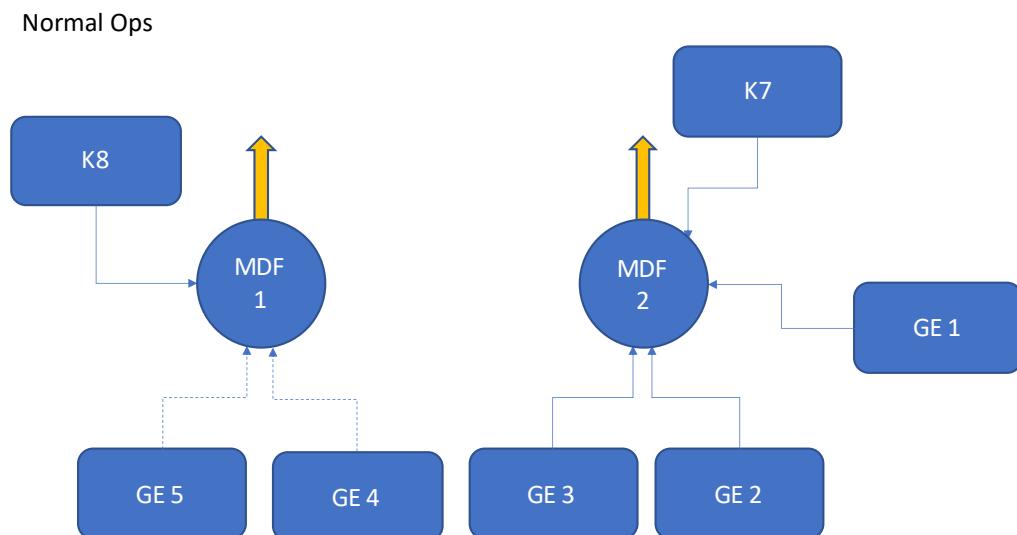 Normal Ops
K7
K8
MDF
1
MDF
2
GE 1
GE 5
GE 4
GE 3
GE 2